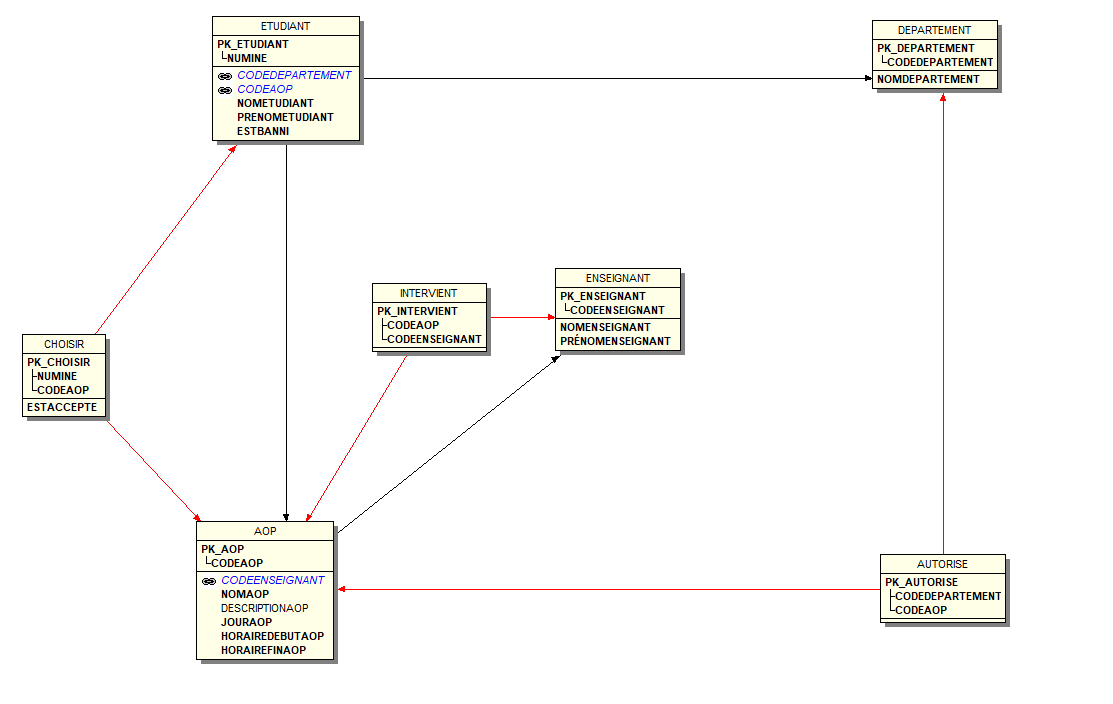 ETUDIANT
PK_ETUDIANT
NUMINE
CODEDEPARTEMENT
CODEAOP
NOMETUDIANT
PRENOMETUDIANT
ESTBANNI
DEPARTEMENT
PK_DEPARTEMENT
CODEDEPARTEMENT
NOMDEPARTEMENT
ENSEIGNANT
PK_ENSEIGNANT
CODEENSEIGNANT
NOMENSEIGNANT
PRÉNOMENSEIGNANT
INTERVIENT
PK_INTERVIENT
CODEAOP
CODEENSEIGNANT
CHOISIR
PK_CHOISIR
NUMINE
CODEAOP
ESTACCEPTE
AOP
PK_AOP
CODEAOP
CODEENSEIGNANT
NOMAOP
DESCRIPTIONAOP
JOURAOP
HORAIREDEBUTAOP
HORAIREFINAOP
AUTORISE
PK_AUTORISE
CODEDEPARTEMENT
CODEAOP